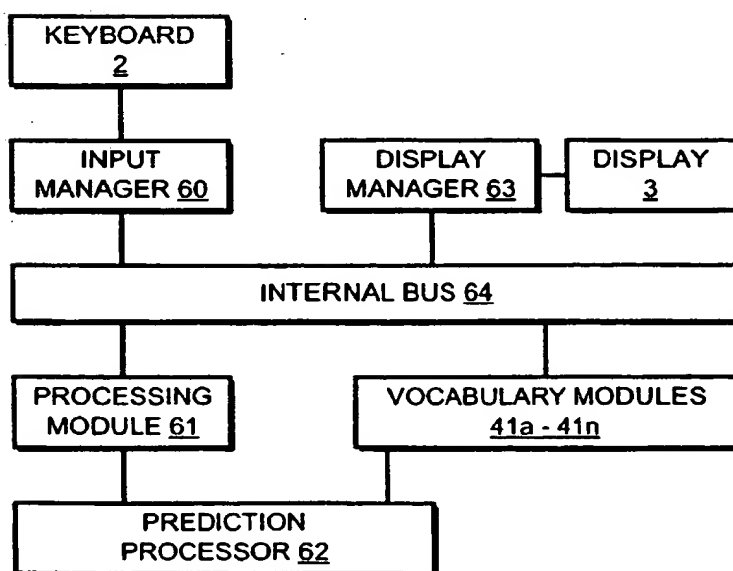 KEYBOARD
2
INPUT
MANAGER 60
DISPLAY
MANAGER 63
DISPLAY
3
INTERNAL BUS 64
PROCESSING
MODULE 61
VOCABULARY MODULES
41a - 41n
PREDICTION
PROCESSOR 62